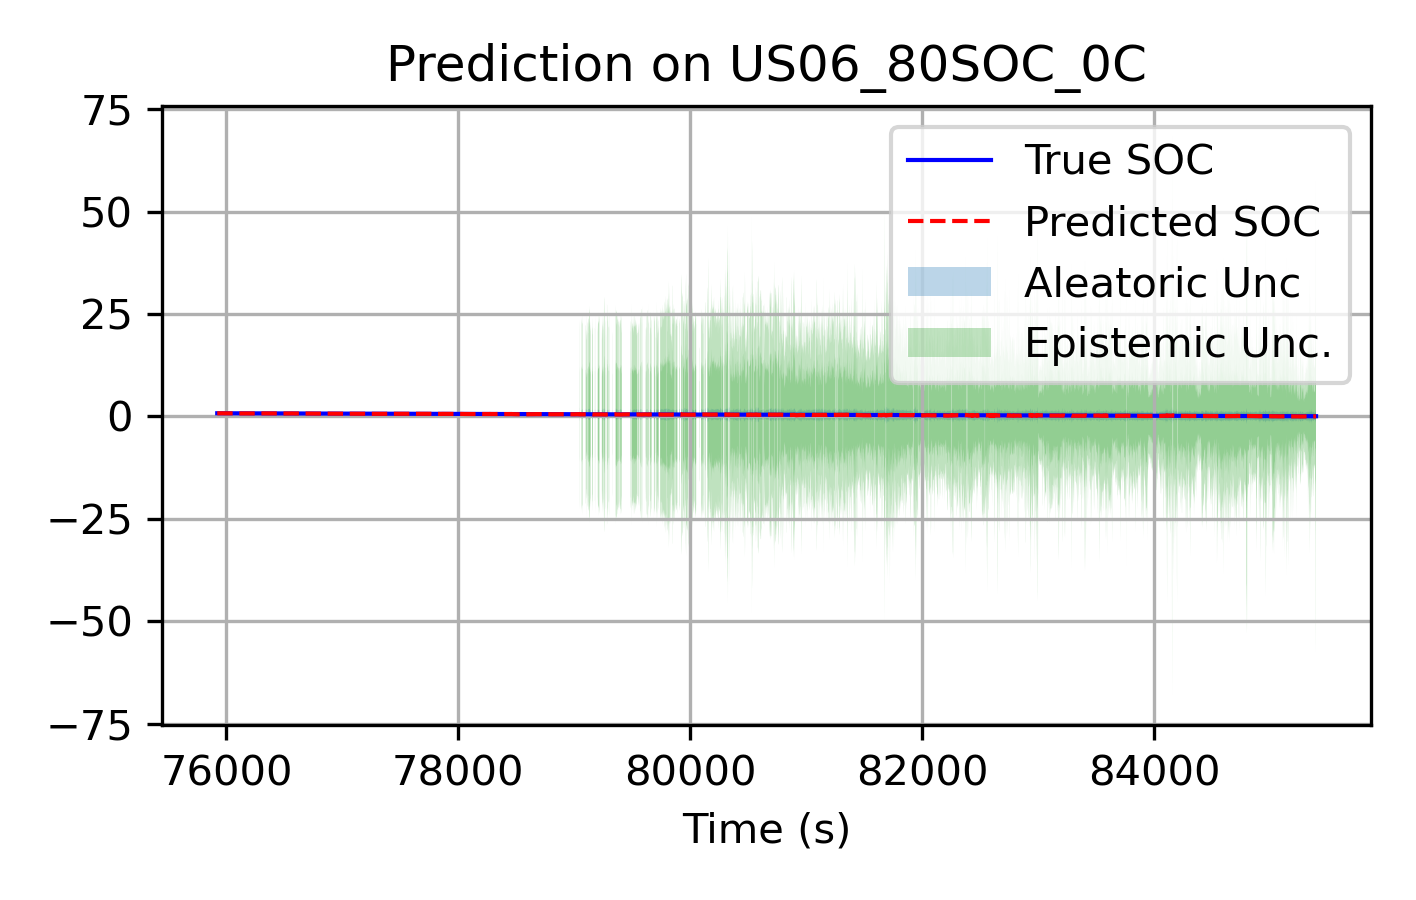 Prediction on US06_80SOC_0C
75
50
25
0
−25
−50
−75
True SOC
Predicted SOC
Aleatoric Unc
Epistemic Unc.
76000 78000 80000 82000 84000
Time (s)